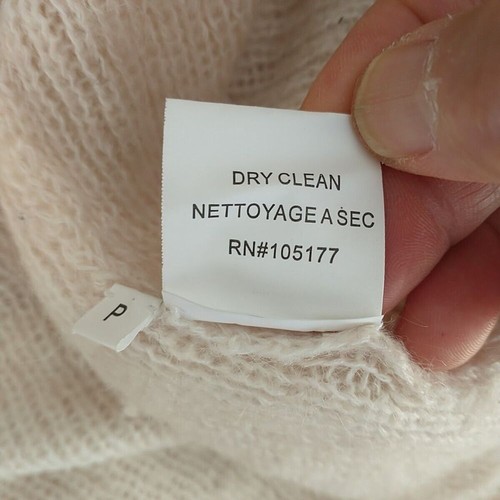 DRY CLEAN
NETTOYAGE A SEC
RN#105177
P